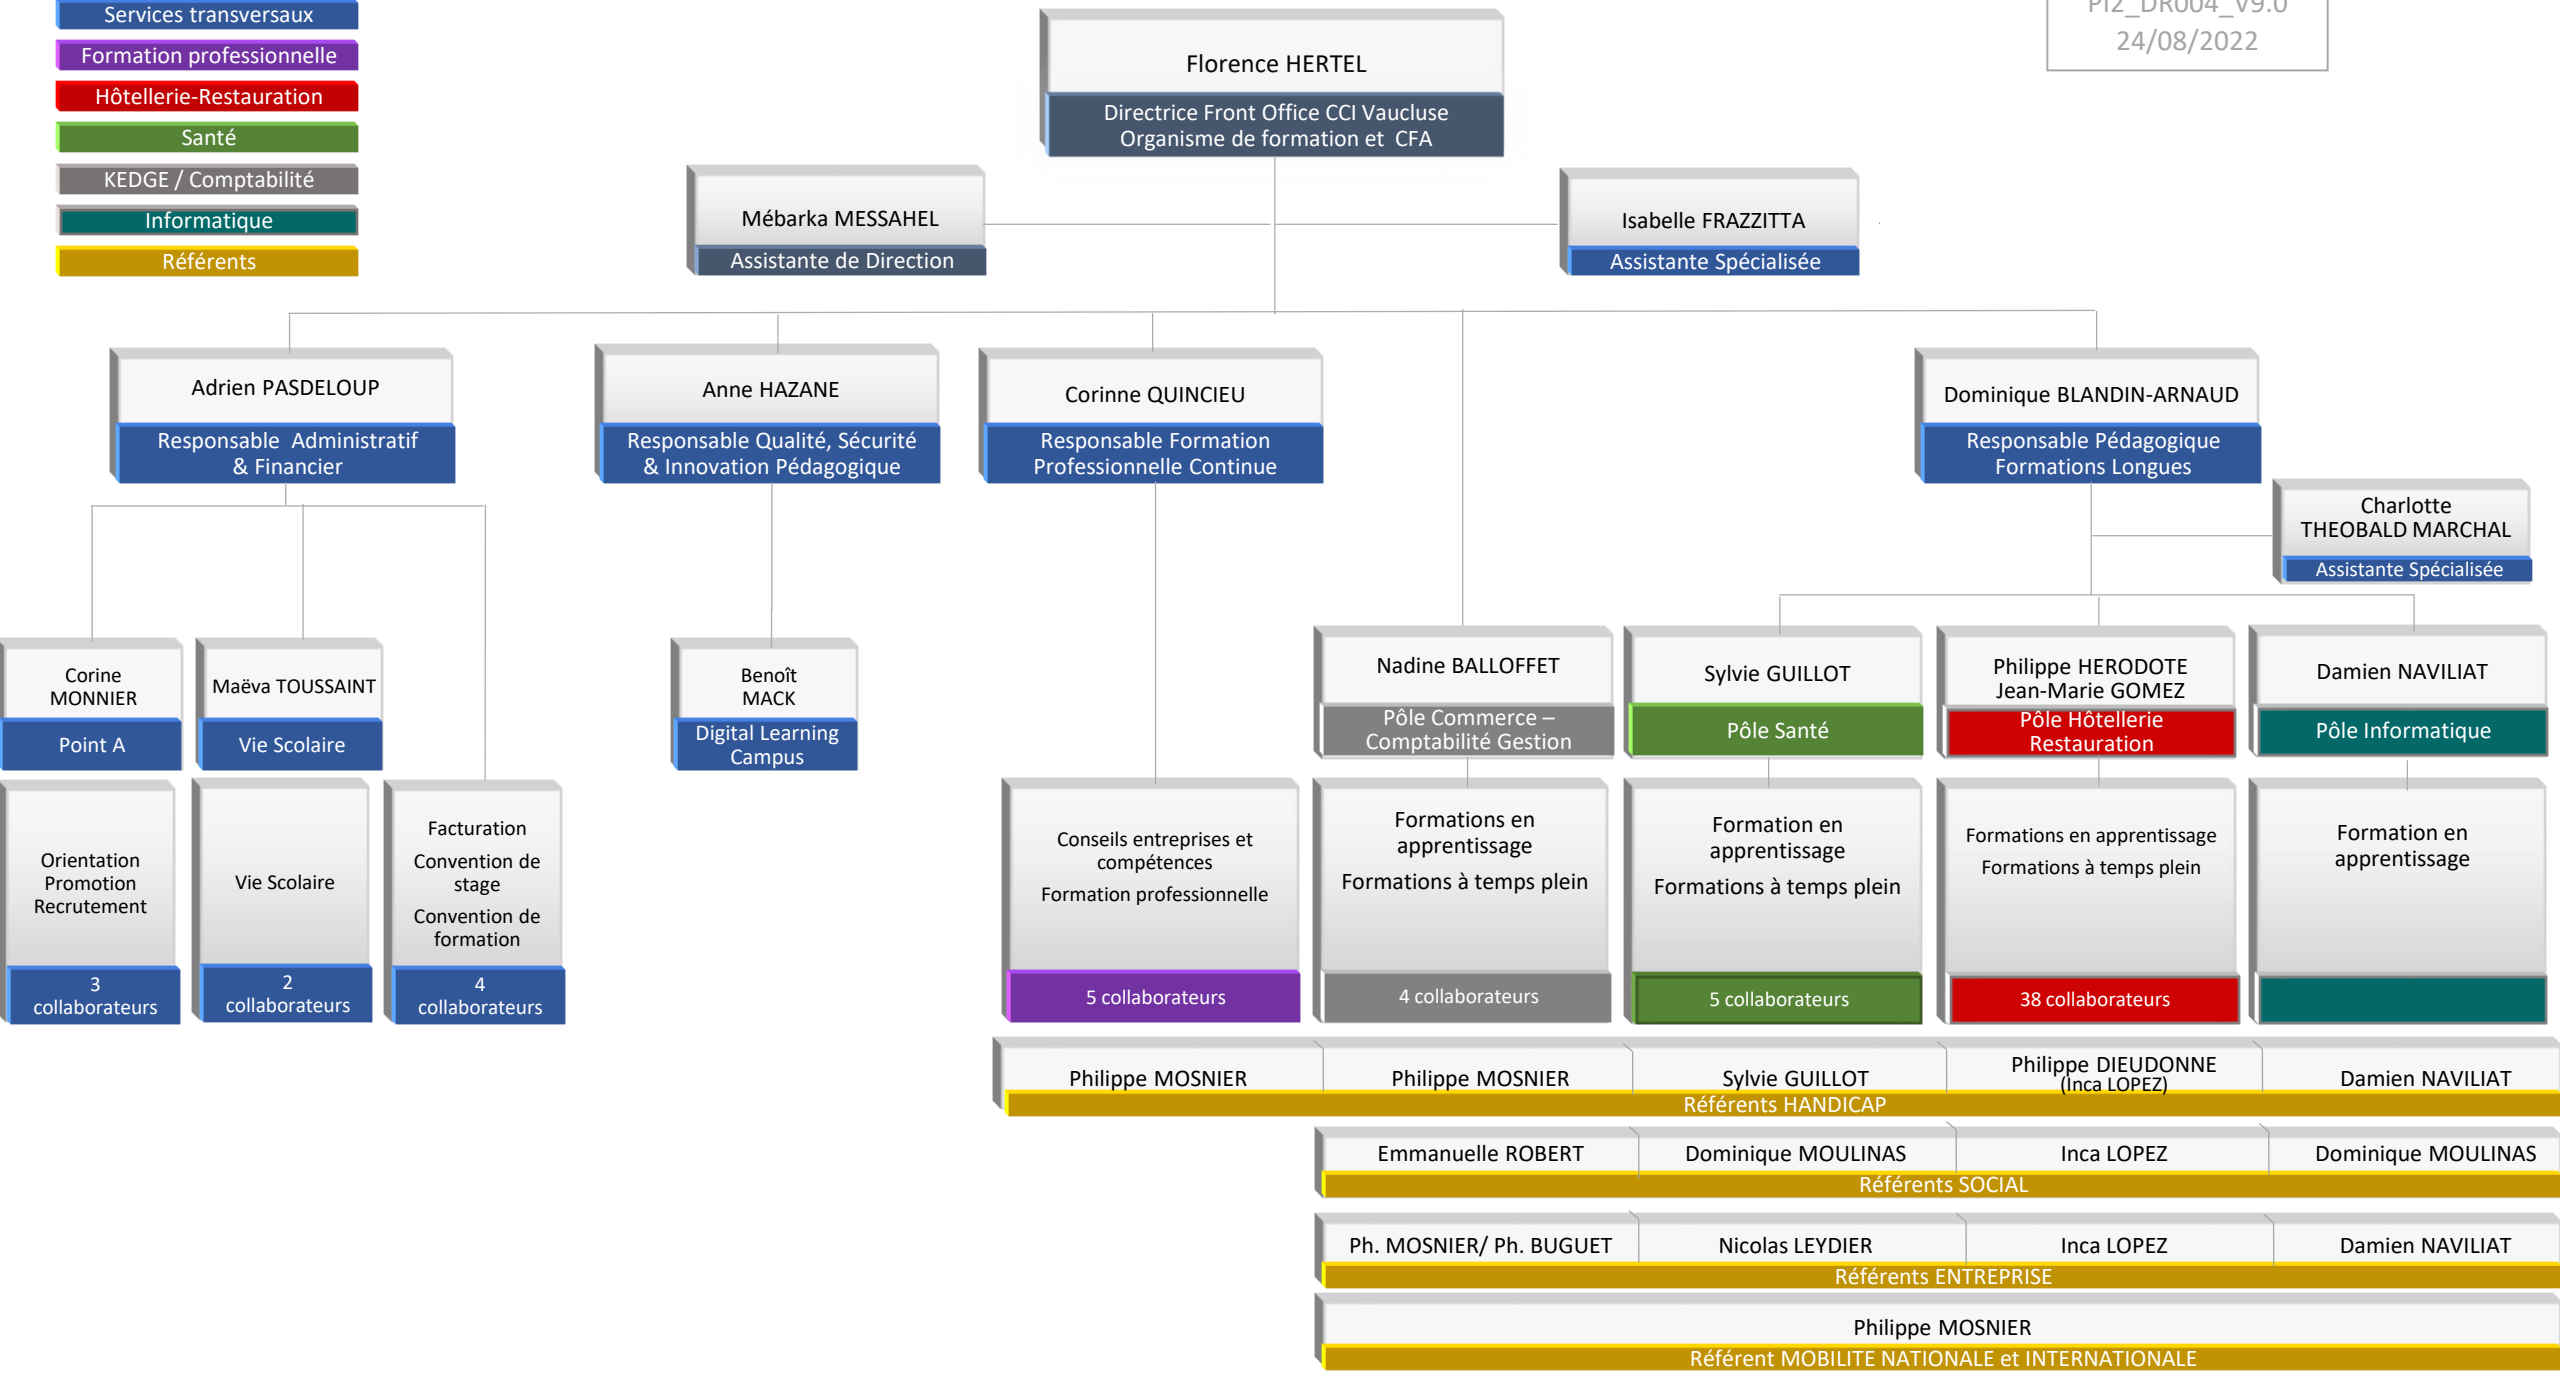 Services transversaux
Formation professionnelle
Hôtellerie-Restauration
Santé
KEDGE / Comptabilité
Informatique
Référents
PI2_DR004_V9.0
24/08/2022
Florence HERTEL
Directrice Front Office CCI Vaucluse
Organisme de formation et CFA
Mébarka MESSAHEL
Assistante de Direction
Isabelle FRAZZITTA
Assistante Spécialisée
Adrien PASDELOUP
Responsable Administratif
& Financier
Anne HAZANE
Responsable Qualité, Sécurité
& Innovation Pédagogique
Corinne QUINCIEU
Responsable Formation
Professionnelle Continue
Dominique BLANDIN-ARNAUD
Responsable Pédagogique
Formations Longues
Charlotte
THEOBALD MARCHAL
Assistante Spécialisée
Corine
MONNIER
Point A
Maëva TOUSSAINT
Vie Scolaire
Benoît
MACK
Digital Learning
Campus
Nadine BALLOFFET
Pôle Commerce –
Comptabilité Gestion
Sylvie GUILLOT
Pôle Santé
Philippe HERODOTE
Jean-Marie GOMEZ
Pôle Hôtellerie
Restauration
Damien NAVILIAT
Pôle Informatique
Orientation
Promotion
Recrutement
3
collaborateurs
Vie Scolaire
2
collaborateurs
Facturation
Convention de
stage
Convention de
formation
4
collaborateurs
Conseils entreprises et
compétences
Formation professionnelle
5 collaborateurs
Formations en
apprentissage
Formations à temps plein
4 collaborateurs
Formation en
apprentissage
Formations à temps plein
5 collaborateurs
Formations en apprentissage
Formations à temps plein
38 collaborateurs
Formation en
apprentissage
Philippe MOSNIER
Philippe MOSNIER
Sylvie GUILLOT
Philippe DIEUDONNE
(Inca LOPEZ)
Damien NAVILIAT
Référents HANDICAP
Emmanuelle ROBERT
Dominique MOULINAS
Inca LOPEZ
Dominique MOULINAS
Référents SOCIAL
Ph. MOSNIER/ Ph. BUGUET
Nicolas LEYDIER
Inca LOPEZ
Damien NAVILIAT
Référents ENTREPRISE
Philippe MOSNIER
Référent MOBILITE NATIONALE et INTERNATIONALE